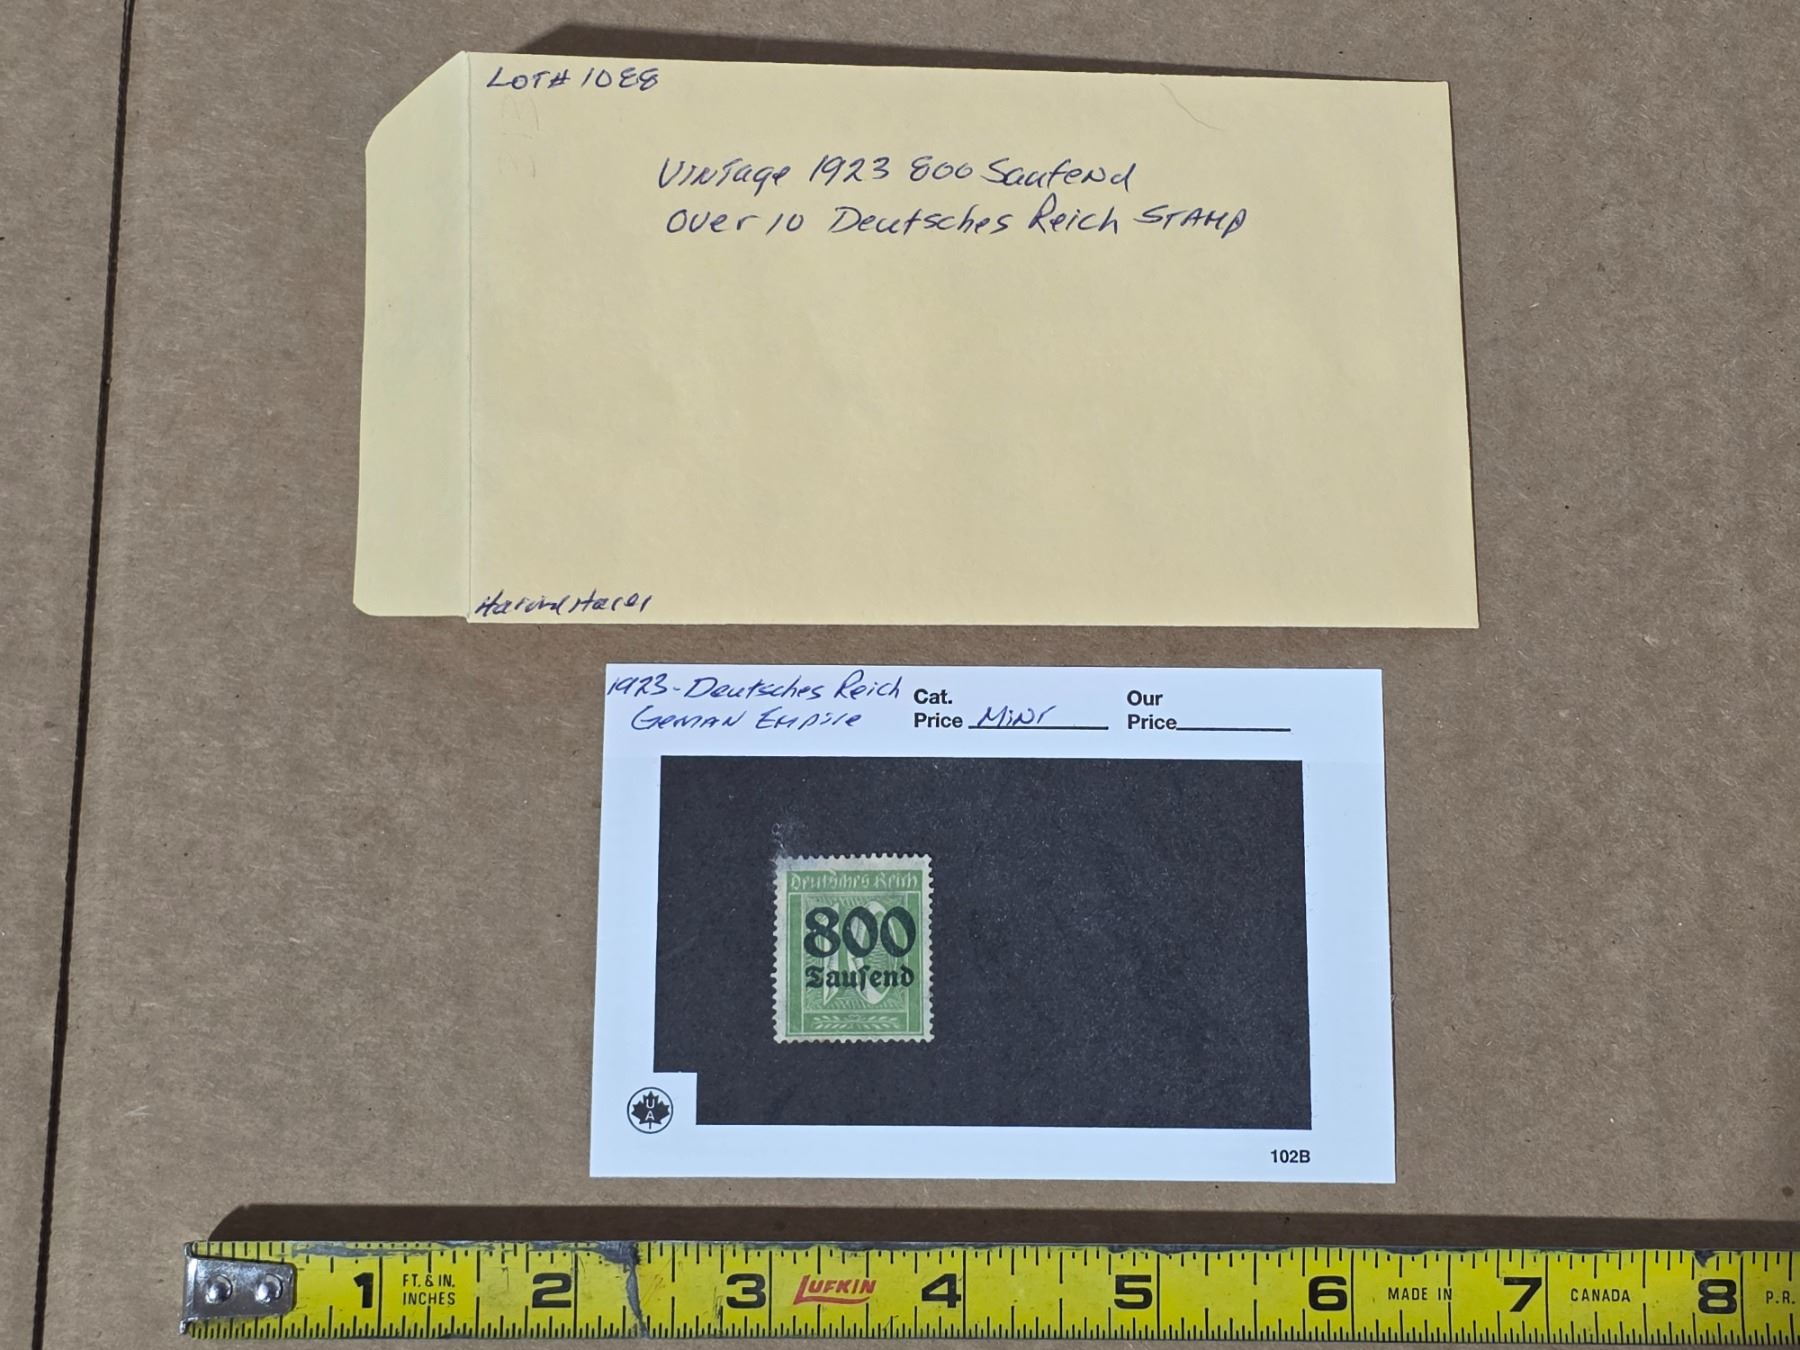 LOT# 1088
Vintage 1923 800 Saufend
Over 10 Deutsches Reich STAMP
1923-Deutsches Reich
German Empire
Cat.
Price Mint
Our
Price
Deutsches Reich
800
Tausend
10
UA
102B
1 FT. & IN. 2 3 LUFKIN 4 5 6 MADE IN 7 CANADA 8 P.R.
INCHES